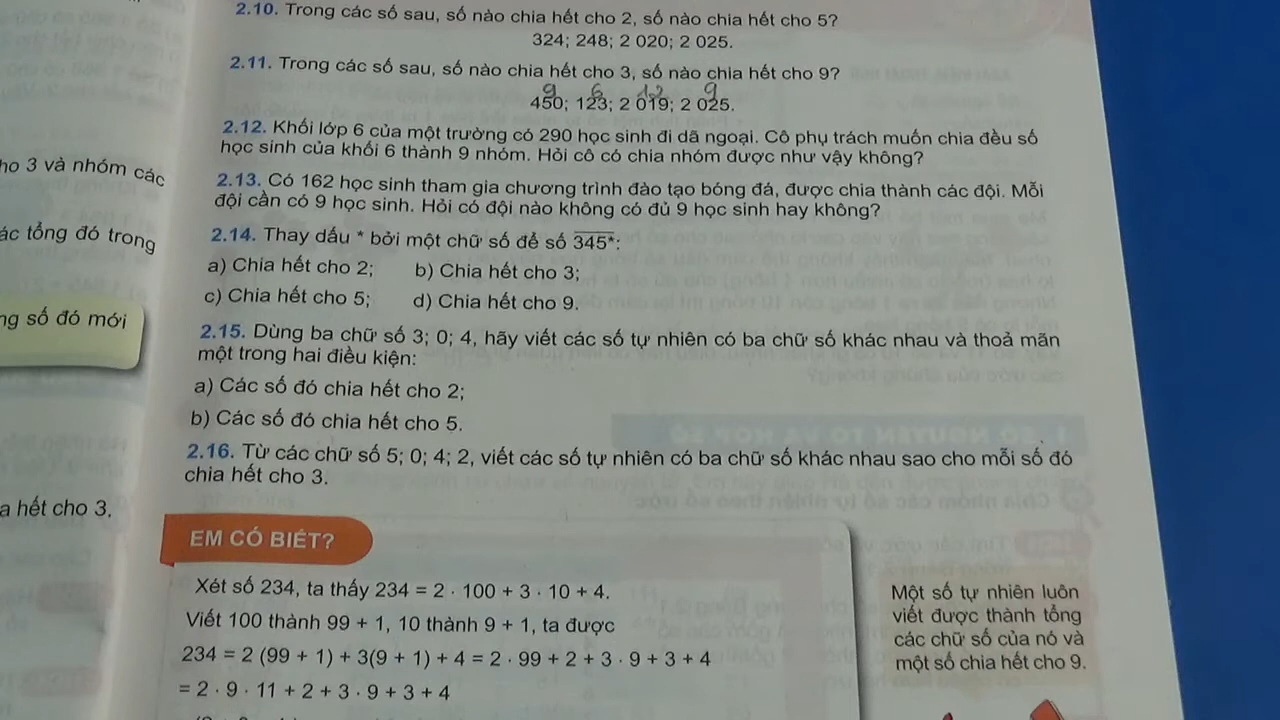 2.10. Trong các số sau, số nào chia hết cho 2, số nào chia hết cho 5?
324; 248; 2 020; 2 025.
2.11. Trong các số sau, số nào chia hết cho 3, số nào chia hết cho 9?
9 6 12 9
450; 123; 2 019; 2 025.
2.12. Khối lớp 6 của một trường có 290 học sinh đi dã ngoại. Cô phụ trách muốn chia đều số
học sinh của khối 6 thành 9 nhóm. Hỏi cô có chia nhóm được như vậy không?
2.13. Có 162 học sinh tham gia chương trình đào tạo bóng đá, được chia thành các đội. Mỗi
đội cần có 9 học sinh. Hỏi có đội nào không có đủ 9 học sinh hay không?
2.14. Thay dấu * bởi một chữ số để số 345*:
a) Chia hết cho 2; b) Chia hết cho 3;
c) Chia hết cho 5; d) Chia hết cho 9.
2.15. Dùng ba chữ số 3; 0; 4, hãy viết các số tự nhiên có ba chữ số khác nhau và thoả mãn
một trong hai điều kiện:
a) Các số đó chia hết cho 2;
b) Các số đó chia hết cho 5.
2.16. Từ các chữ số 5; 0; 4; 2, viết các số tự nhiên có ba chữ số khác nhau sao cho mỗi số đó
chia hết cho 3.
EM CÓ BIẾT?
Xét số 234, ta thấy 234 = 2 · 100 + 3 · 10 + 4.
Viết 100 thành 99 + 1, 10 thành 9 + 1, ta được
234 = 2 (99 + 1) + 3(9 + 1) + 4 = 2 · 99 + 2 + 3 · 9 + 3 + 4
= 2 · 9 · 11 + 2 + 3 · 9 + 3 + 4
Một số tự nhiên luôn
viết được thành tổng
các chữ số của nó và
một số chia hết cho 9.
ho 3 và nhóm các
ác tổng đó trong
ng số đó mới
a hết cho 3.